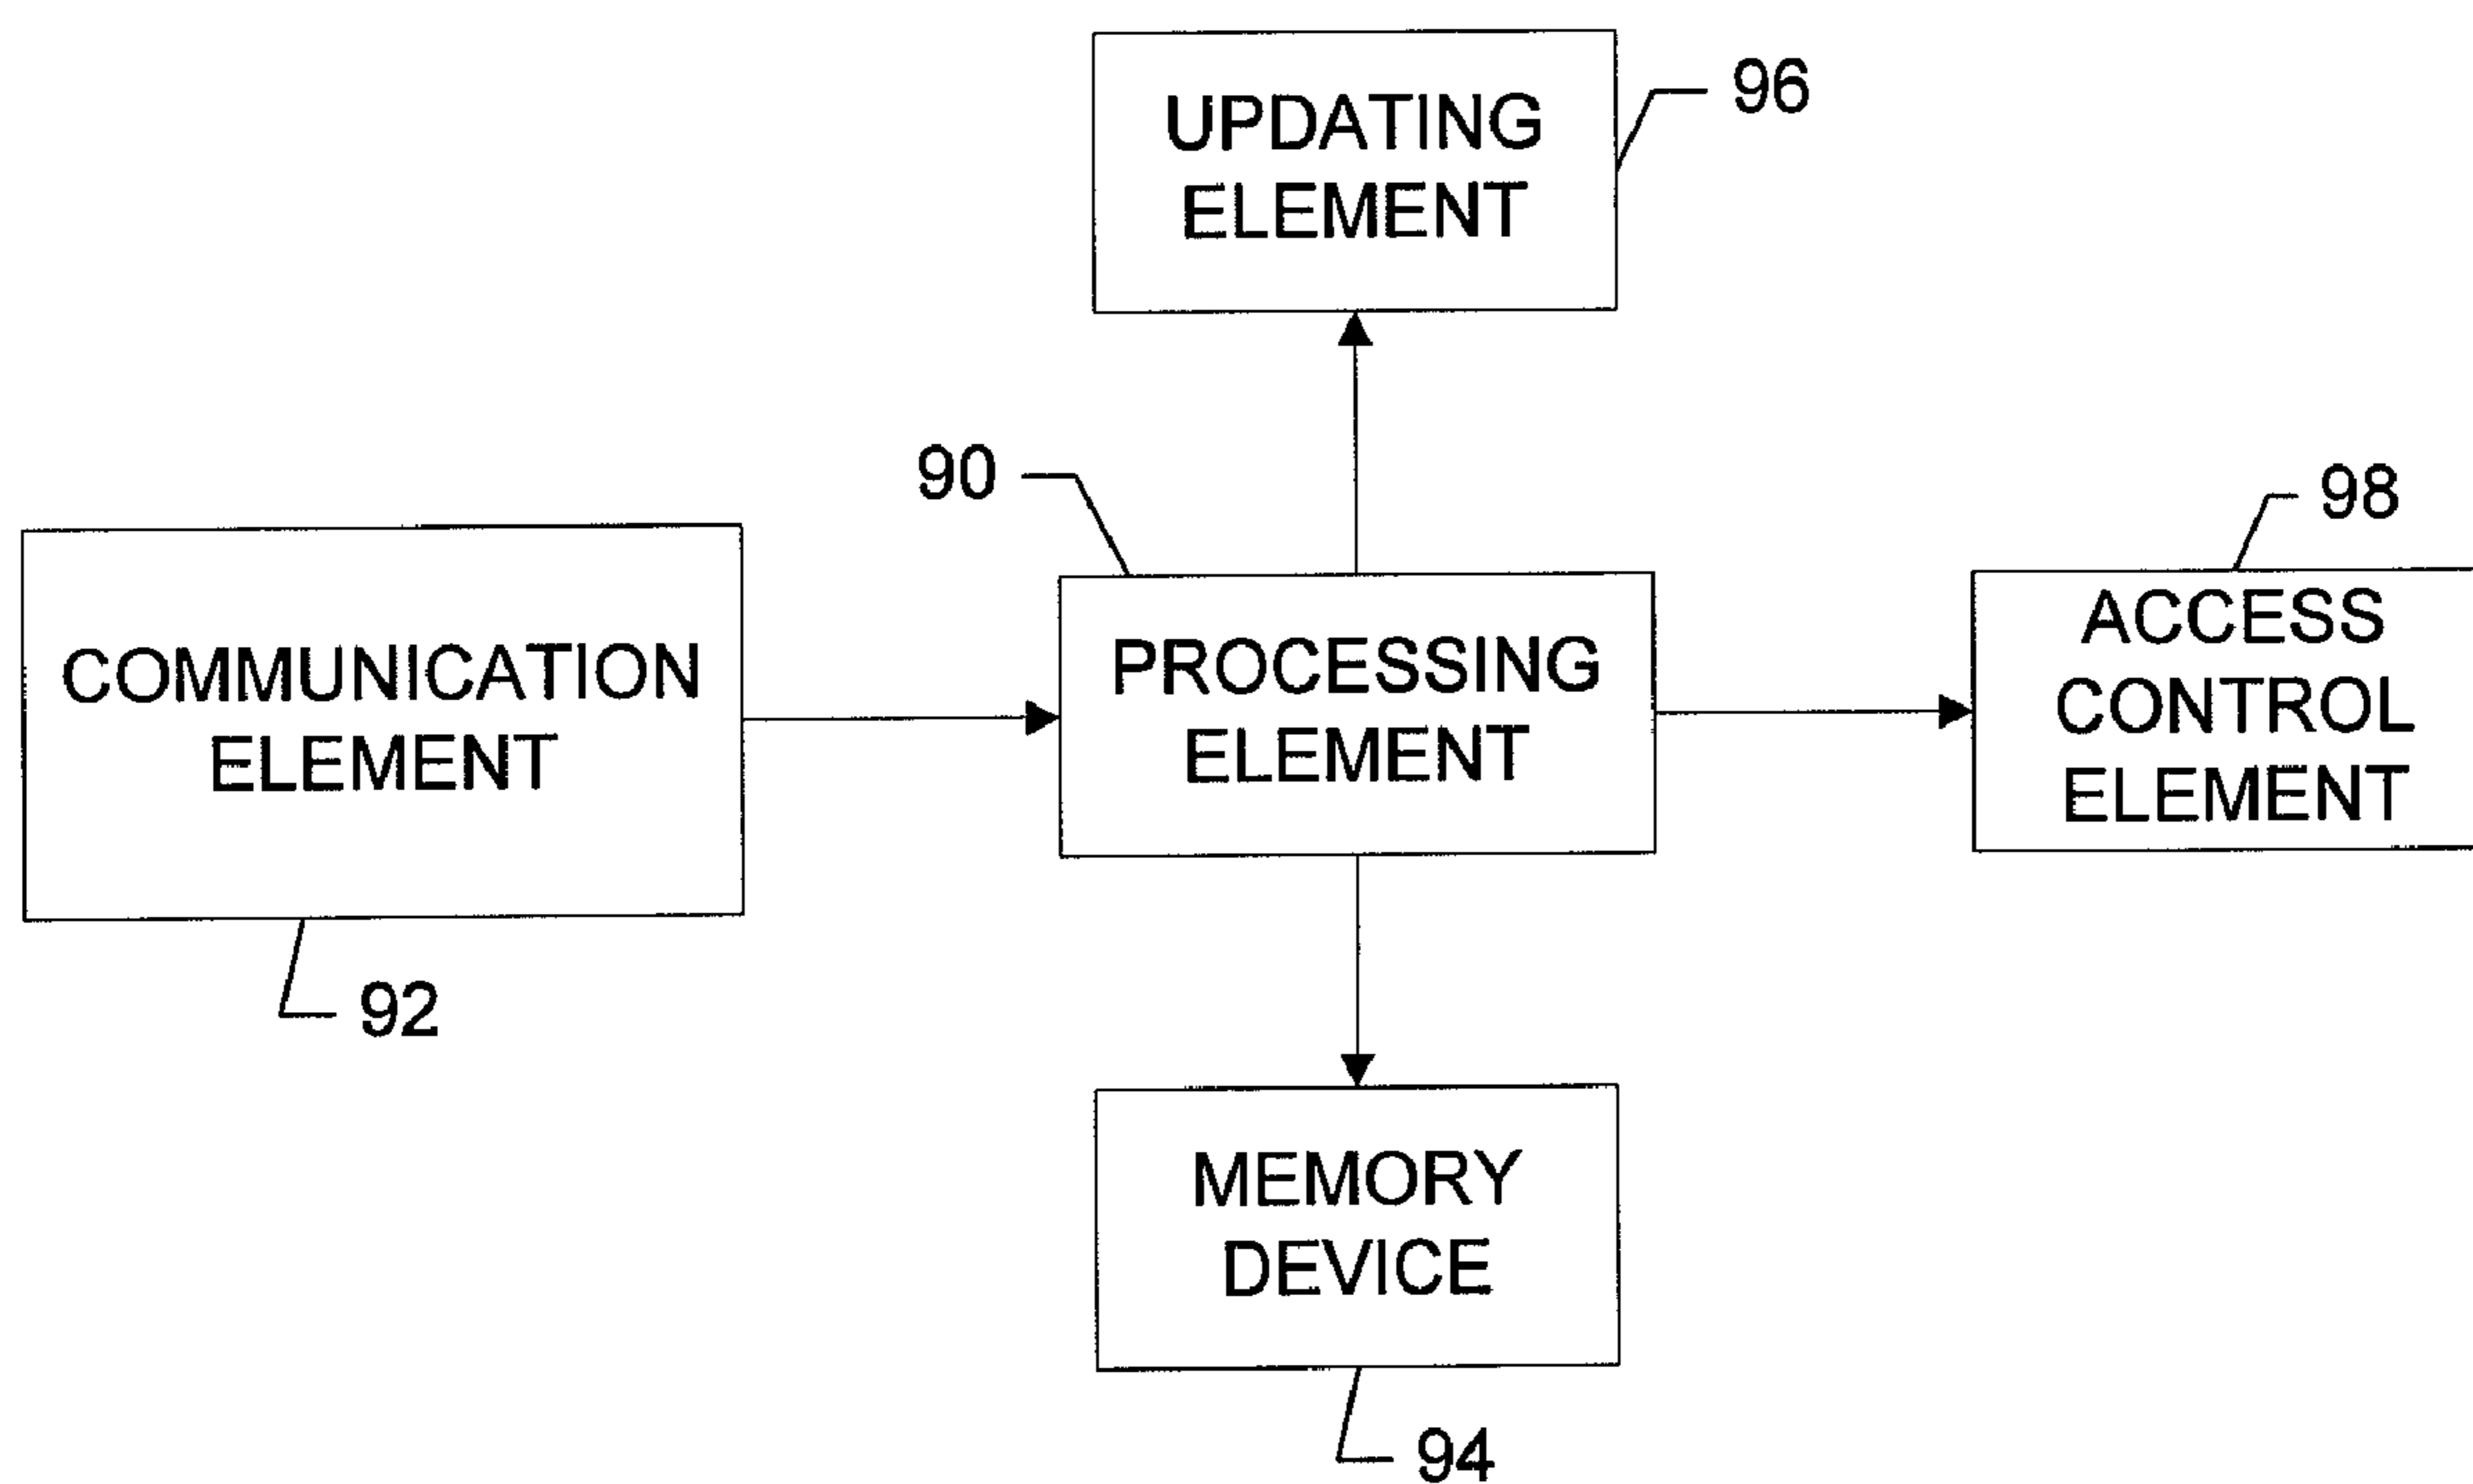 UPDATING
ELEMENT
96
90
98
COMMUNICATION
ELEMENT
92
PROCESSING
ELEMENT
ACCESS
CONTROL
ELEMENT
MEMORY
DEVICE
94